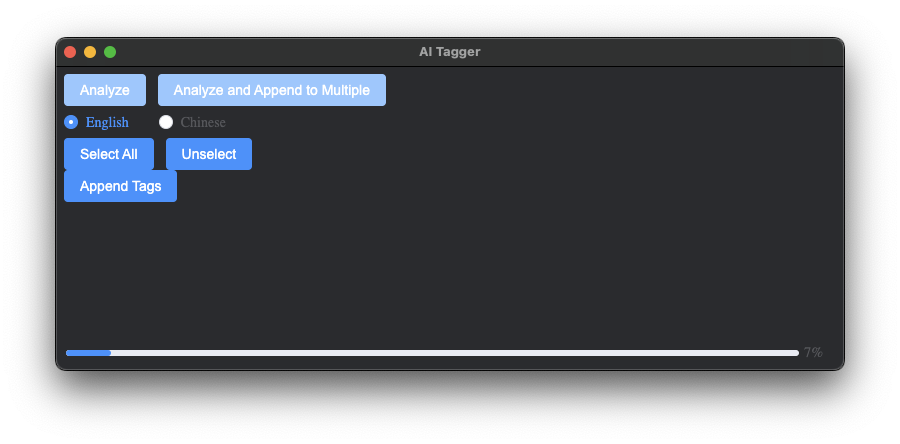 AI Tagger
Analyze Analyze and Append to Multiple
English Chinese
Select All Unselect
Append Tags
7%